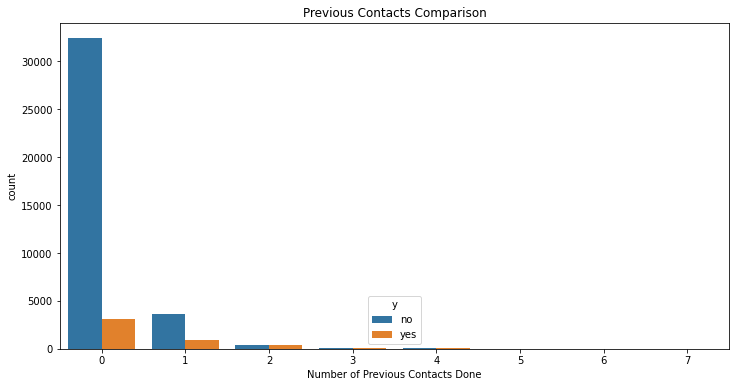 Previous Contacts Comparison
count
30000
25000
20000
15000
10000
5000
0
y
no
yes
0 1 2 3 4 5 6 7
Number of Previous Contacts Done